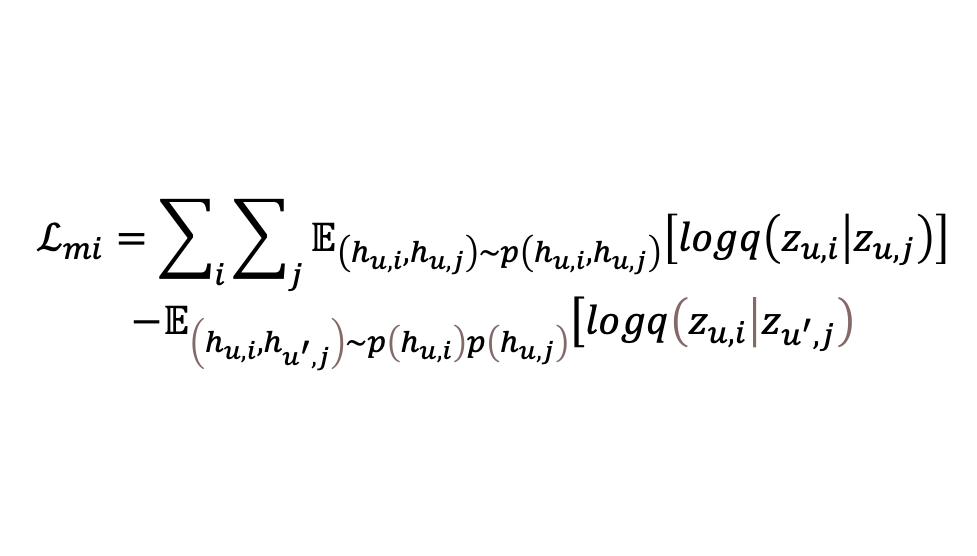 ℒ_{mi} = ∑_i ∑_j 𝔼_{(h_{u,i},h_{u,j})~p(h_{u,i},h_{u,j})}[logq(z_{u,i}|z_{u,j})]
−𝔼_{(h_{u,i},h_{u′,j})~p(h_{u,i})p(h_{u,j})}[logq(z_{u,i}|z_{u′,j})